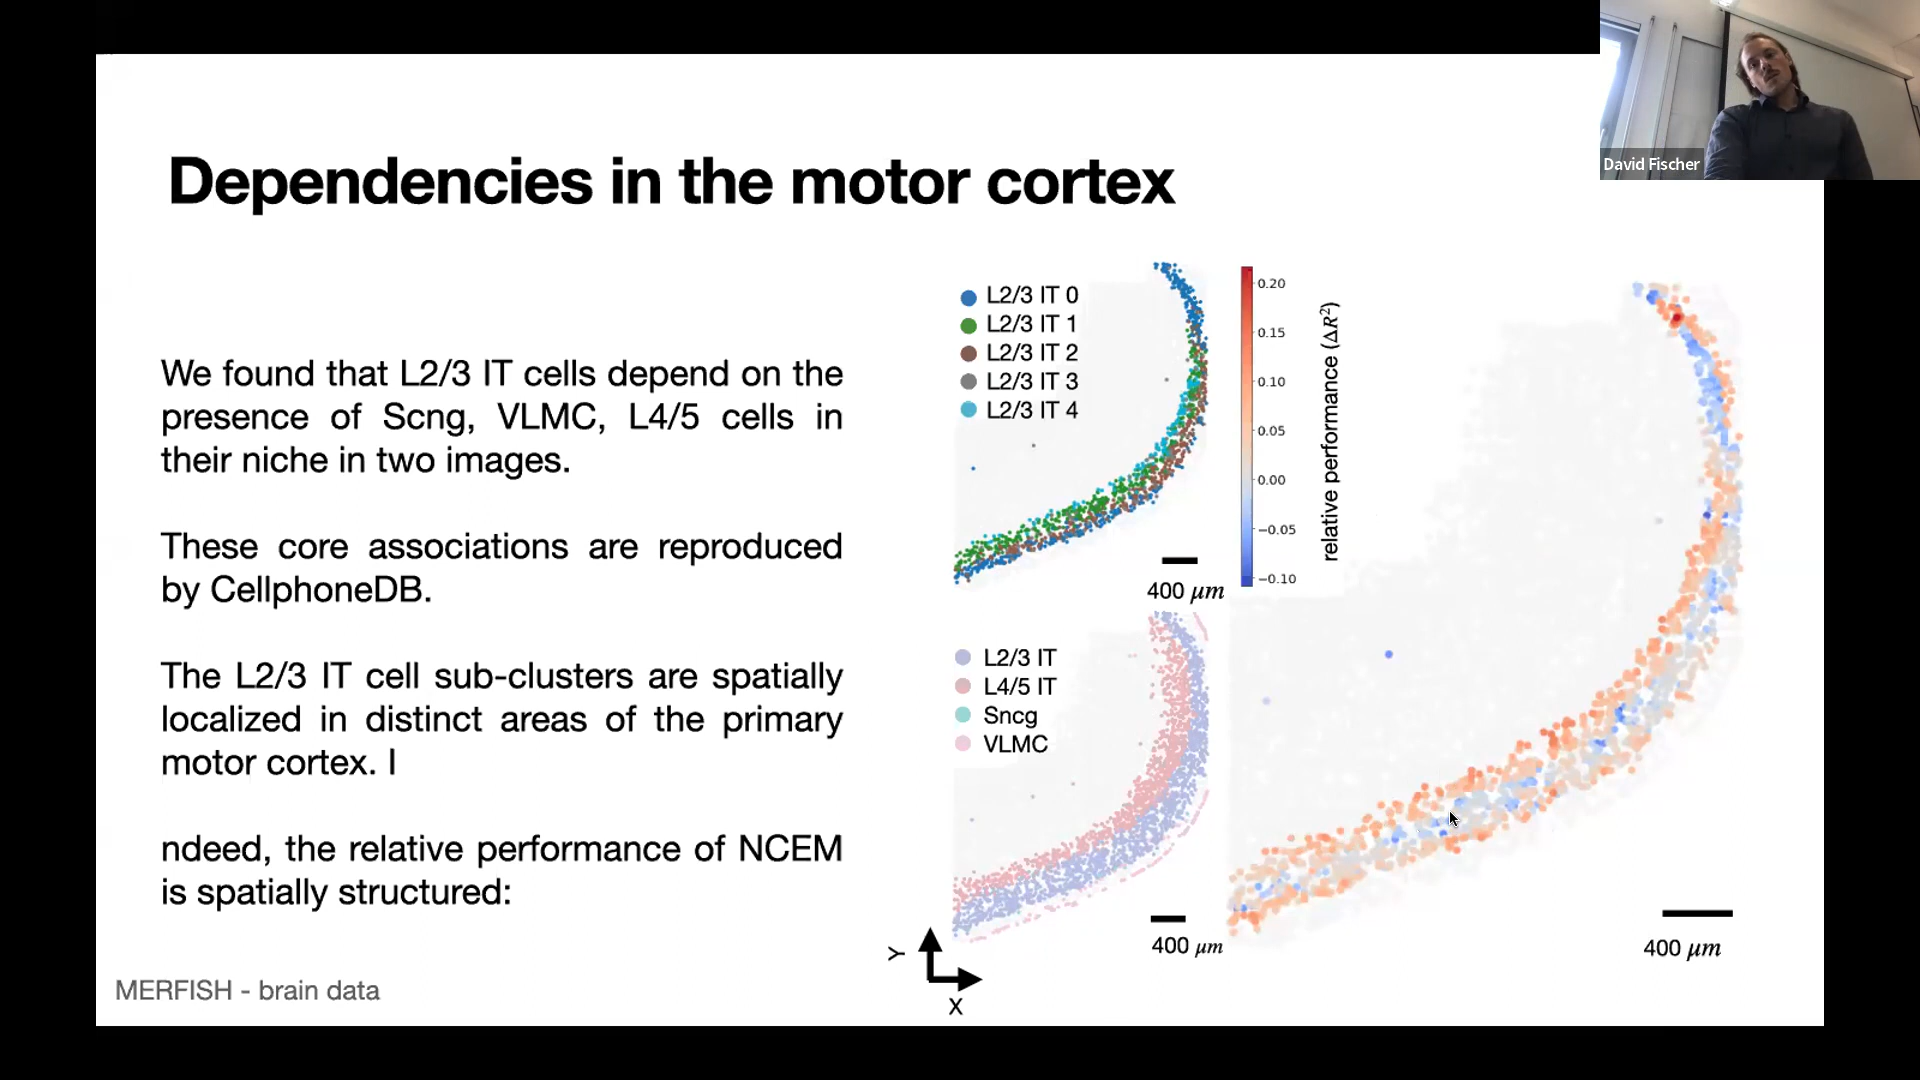 David Fischer
Dependencies in the motor cortex
We found that L2/3 IT cells depend on the
presence of Scng, VLMC, L4/5 cells in
their niche in two images.
These core associations are reproduced
by CellphoneDB.
The L2/3 IT cell sub-clusters are spatially
localized in distinct areas of the primary
motor cortex. I
ndeed, the relative performance of NCEM
is spatially structured:
MERFISH - brain data
L2/3 IT 0
L2/3 IT 1
L2/3 IT 2
L2/3 IT 3
L2/3 IT 4
400 μm
0.20
0.15
0.10
0.05
0.00
−0.05
−0.10
relative performance (ΔR²)
L2/3 IT
L4/5 IT
Sncg
VLMC
400 μm
Y
X
400 μm